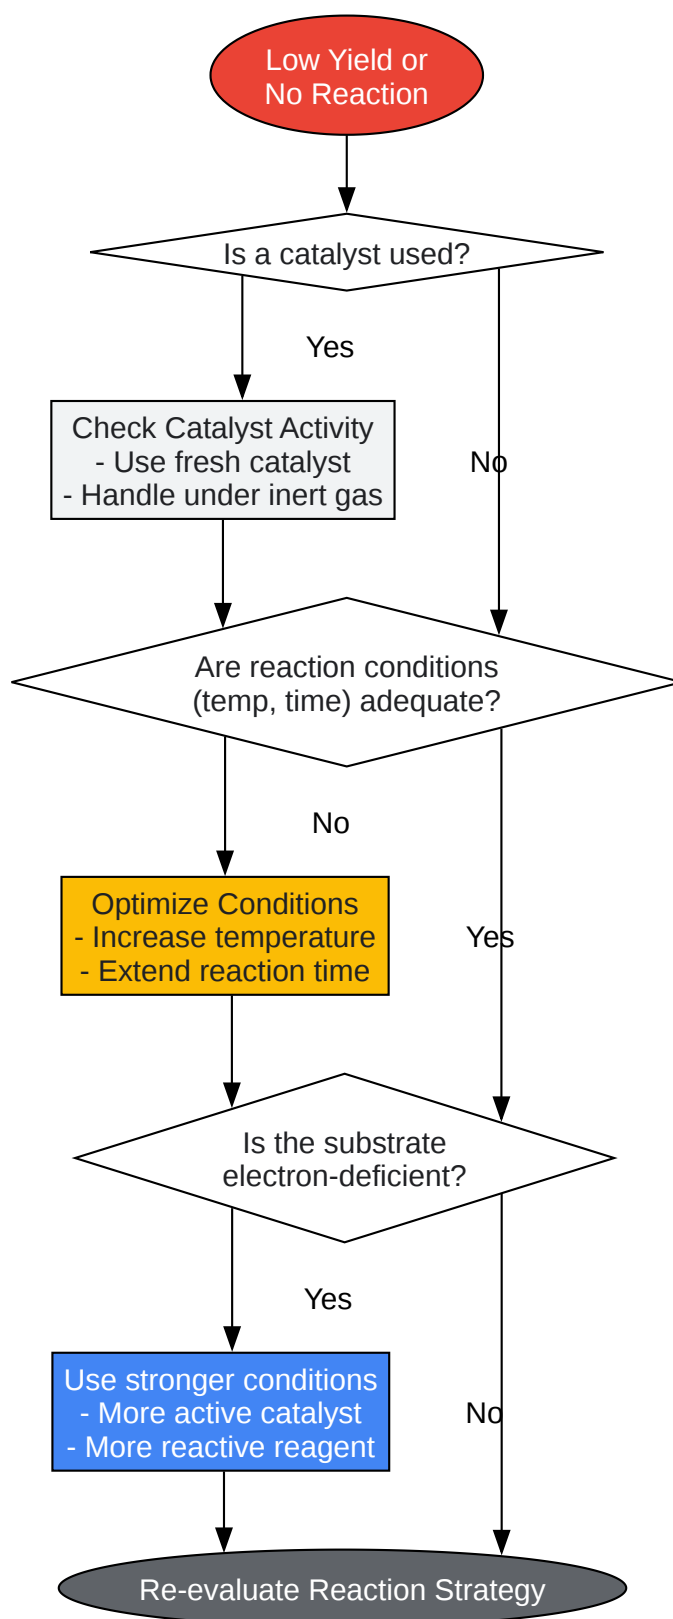 Low Yield or
No Reaction
Is a catalyst used?
Yes
Check Catalyst Activity
- Use fresh catalyst
- Handle under inert gas
No
Are reaction conditions
(temp, time) adequate?
No
Optimize Conditions
- Increase temperature
- Extend reaction time
Yes
Is the substrate
electron-deficient?
Yes
Use stronger conditions
- More active catalyst
- More reactive reagent
No
Re-evaluate Reaction Strategy